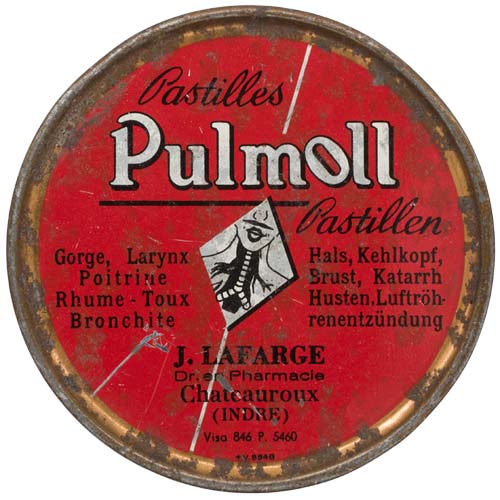 Pastilles
Pulmoll
Pastillen
Gorge, Larynx
Poitrine
Rhume - Toux
Bronchite
Hals, Kehlkopf,
Brust, Katarrh
Husten, Luftröh-
renentzündung
J. LAFARGE
Dr. en Pharmacie
Chateauroux
(INDRE)
Visa 846 P. 5460